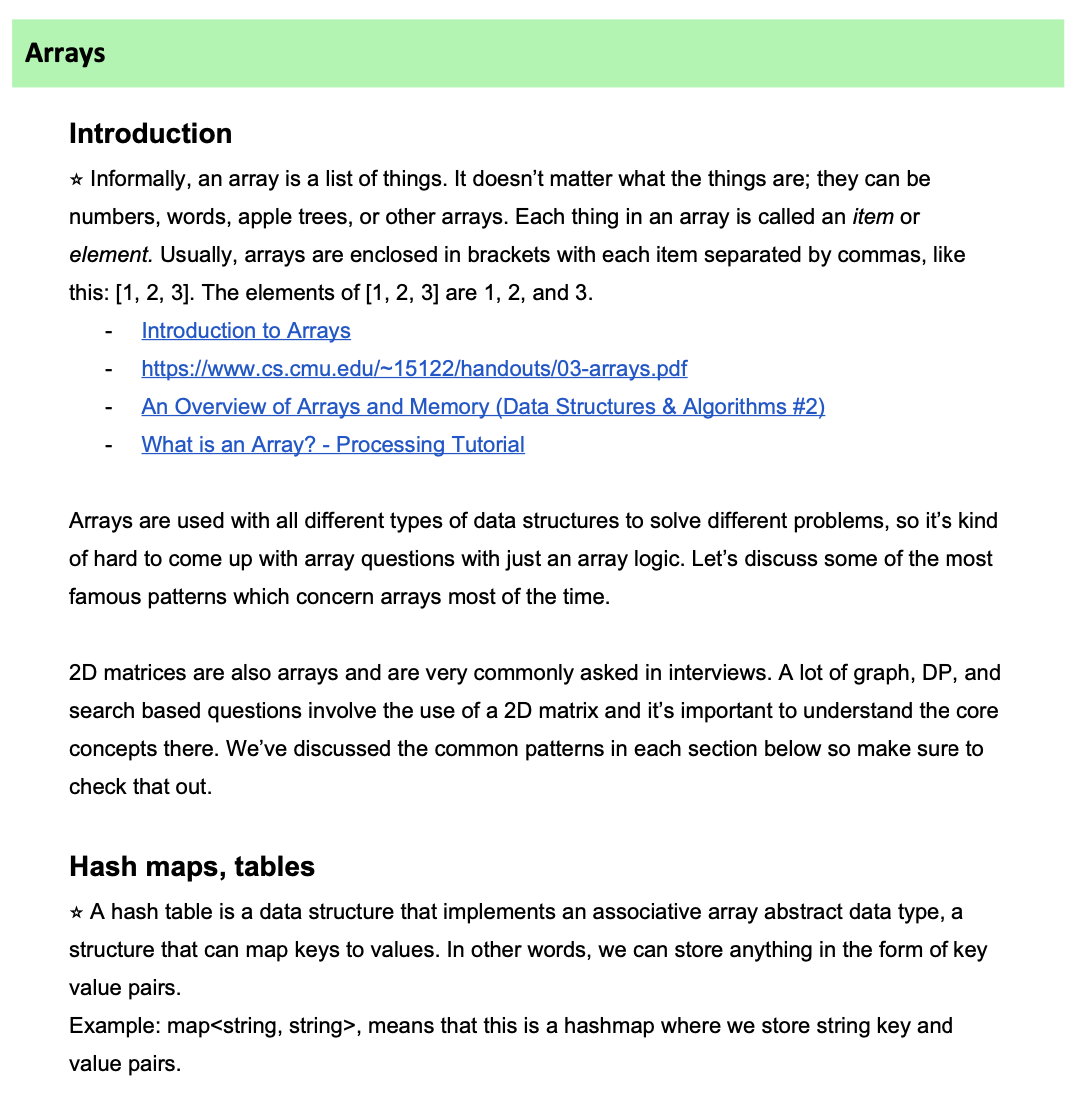 Arrays
Introduction
☆ Informally, an array is a list of things. It doesn’t matter what the things are; they can be
numbers, words, apple trees, or other arrays. Each thing in an array is called an item or
element. Usually, arrays are enclosed in brackets with each item separated by commas, like
this: [1, 2, 3]. The elements of [1, 2, 3] are 1, 2, and 3.
- Introduction to Arrays
- https://www.cs.cmu.edu/~15122/handouts/03-arrays.pdf
- An Overview of Arrays and Memory (Data Structures & Algorithms #2)
- What is an Array? - Processing Tutorial
Arrays are used with all different types of data structures to solve different problems, so it’s kind
of hard to come up with array questions with just an array logic. Let’s discuss some of the most
famous patterns which concern arrays most of the time.
2D matrices are also arrays and are very commonly asked in interviews. A lot of graph, DP, and
search based questions involve the use of a 2D matrix and it’s important to understand the core
concepts there. We’ve discussed the common patterns in each section below so make sure to
check that out.
Hash maps, tables
☆ A hash table is a data structure that implements an associative array abstract data type, a
structure that can map keys to values. In other words, we can store anything in the form of key
value pairs.
Example: map<string, string>, means that this is a hashmap where we store string key and
value pairs.